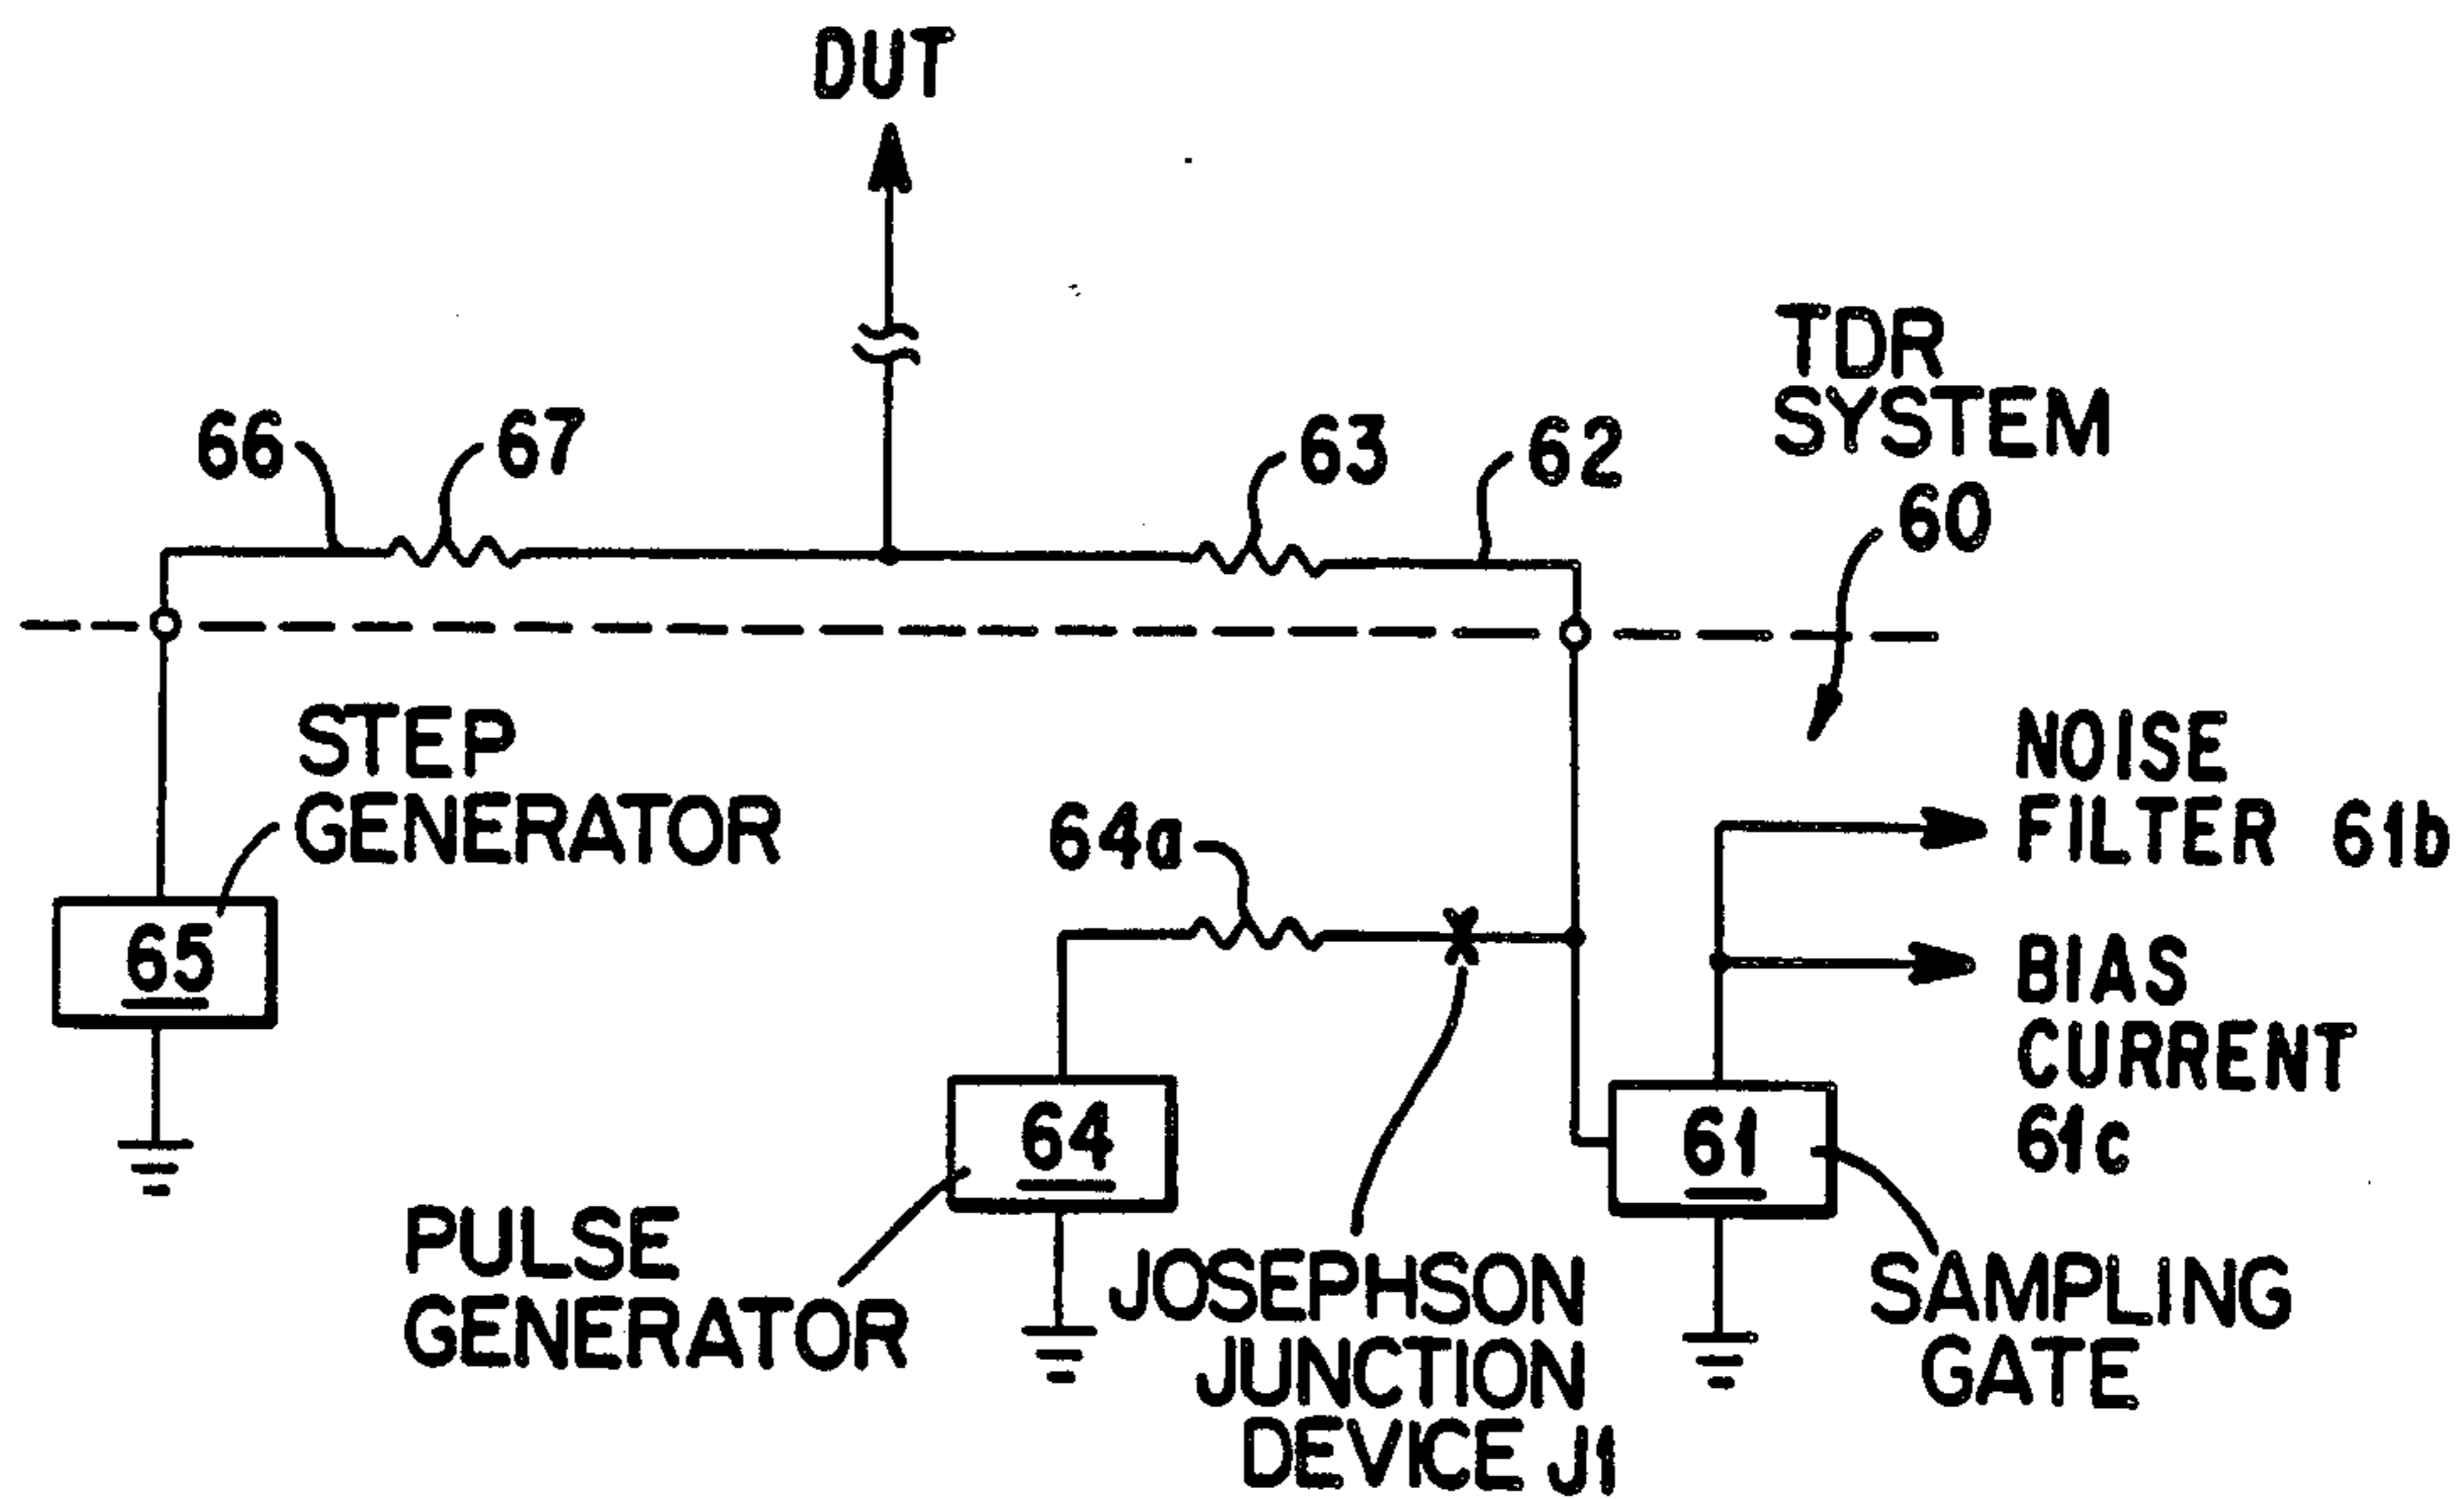 DUT
TDR
SYSTEM
60
66
67
63
62
STEP
GENERATOR
65
64a
NOISE
FILTER 61b
BIAS
CURRENT
61c
64
61
PULSE
GENERATOR
JOSEPHSON
JUNCTION
DEVICE J1
SAMPLING
GATE